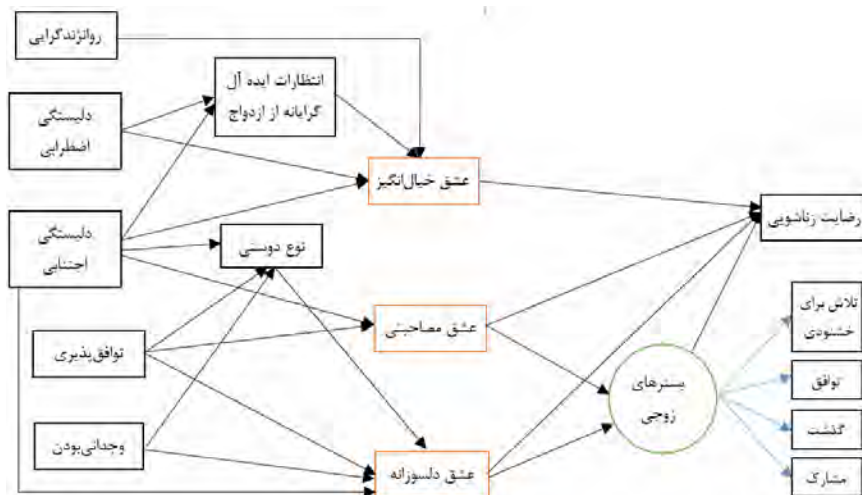 روانژندگرایی
انتظارات ایده آل
گرایانه از ازدواج
دلبستگی
اضطرابی
عشق خیال‌انگیز
رضایت زناشویی
دلبستگی
اجتنابی
نوع دوستی
تلاش برای
خشنودی
عشق مصاحبتی
توافق‌پذیری
بسترهای
زوجی
توافق
گذشت
وجدانی‌بودن
عشق دلسوزانه
مشارک